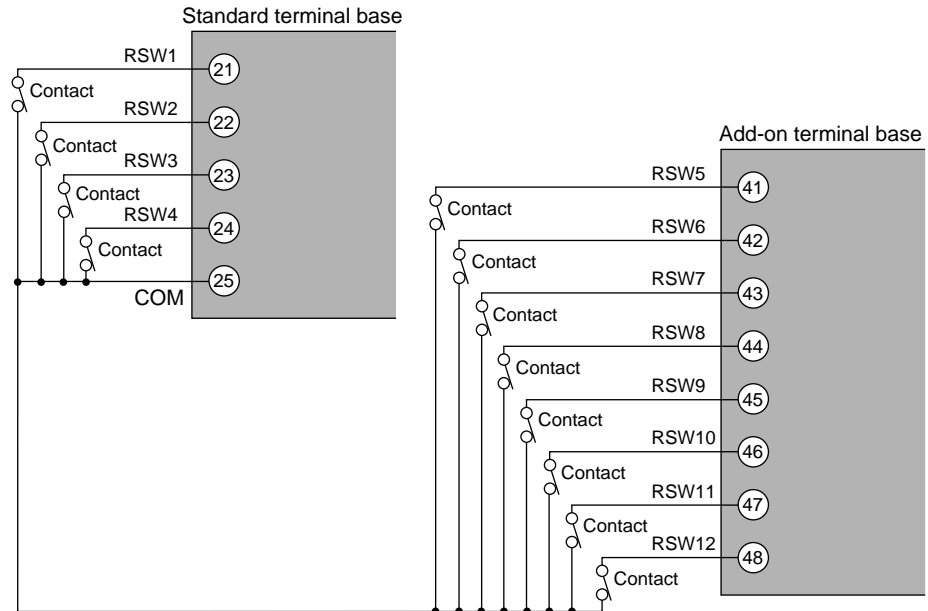 Standard terminal base
RSW1
21
Contact
RSW2
22
Contact
RSW3
23
Contact
RSW4
24
Contact
25
COM
Add-on terminal base
RSW5
41
Contact
RSW6
42
Contact
RSW7
43
Contact
RSW8
44
Contact
RSW9
45
Contact
RSW10
46
Contact
RSW11
47
Contact
RSW12
48
Contact